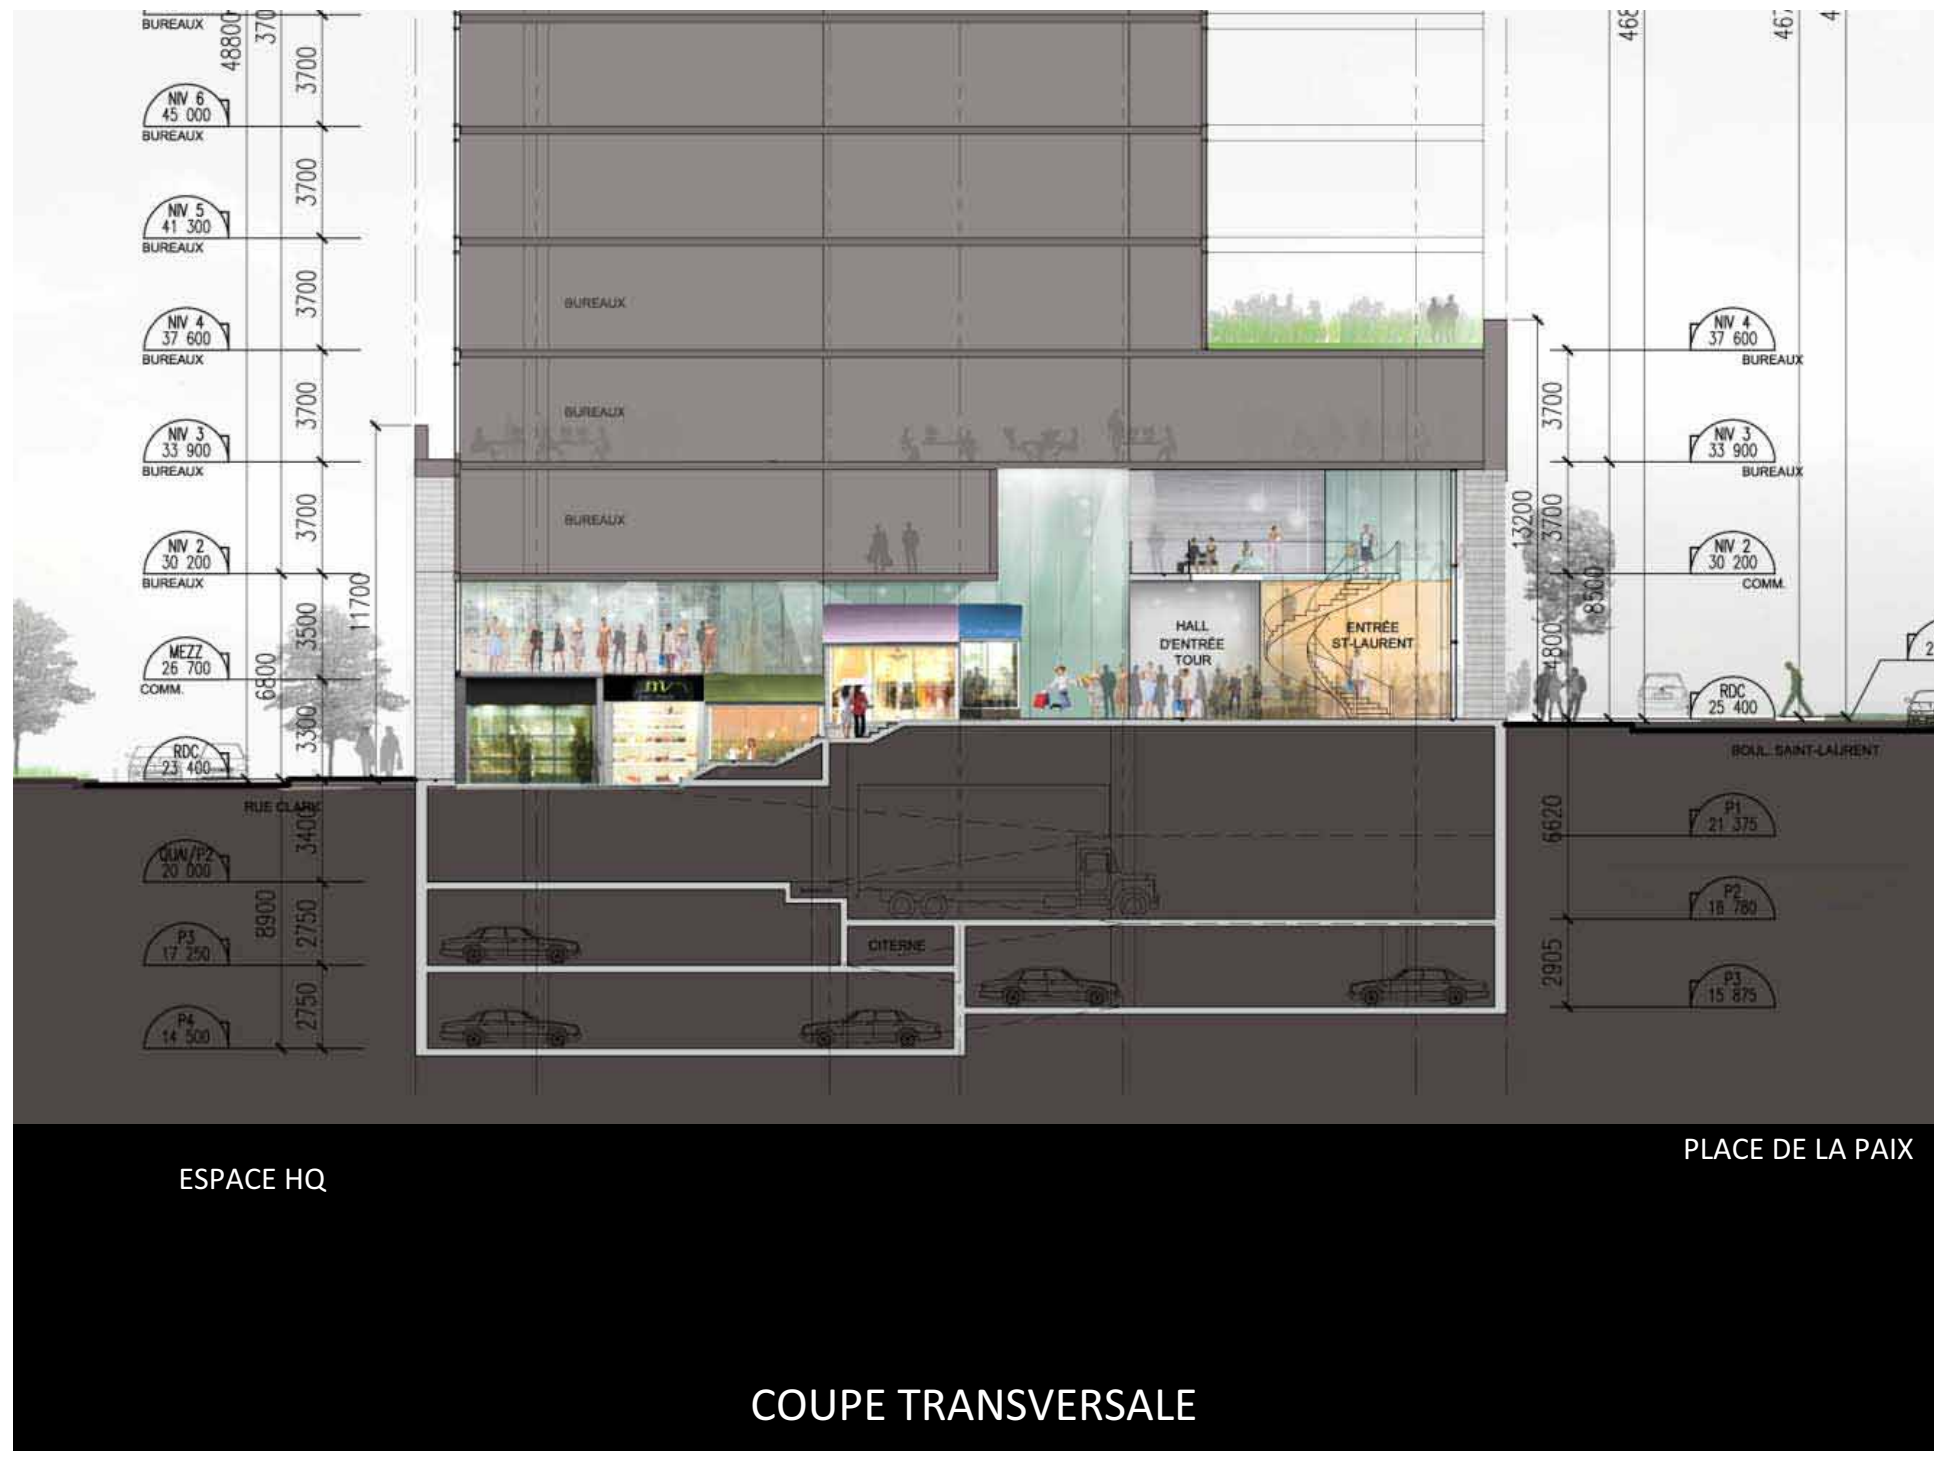 BUREAUX
48800
370
3700
NIV 6
45 000
BUREAUX
3700
NIV 5
41 300
BUREAUX
3700
NIV 4
37 600
BUREAUX
3700
NIV 3
33 900
BUREAUX
3700
NIV 2
30 200
BUREAUX
3500
11700
MEZZ
26 700
COMM.
6800
3300
RDC
23 400
RUE CLARK
3400
QUAI/P2
20 000
8900
2750
P3
17 250
2750
P4
14 500
BUREAUX
BUREAUX
BUREAUX
HALL
D'ENTRÉE
TOUR
ENTRÉE
ST-LAURENT
CITERNE
468
467
4
NIV 4
37 600
BUREAUX
3700
NIV 3
33 900
BUREAUX
13200
3700
NIV 2
30 200
COMM.
8500
4800
2
RDC
25 400
BOUL. SAINT-LAURENT
P1
21 375
6620
P2
18 780
2905
P3
15 875
PLACE DE LA PAIX
ESPACE HQ
COUPE TRANSVERSALE